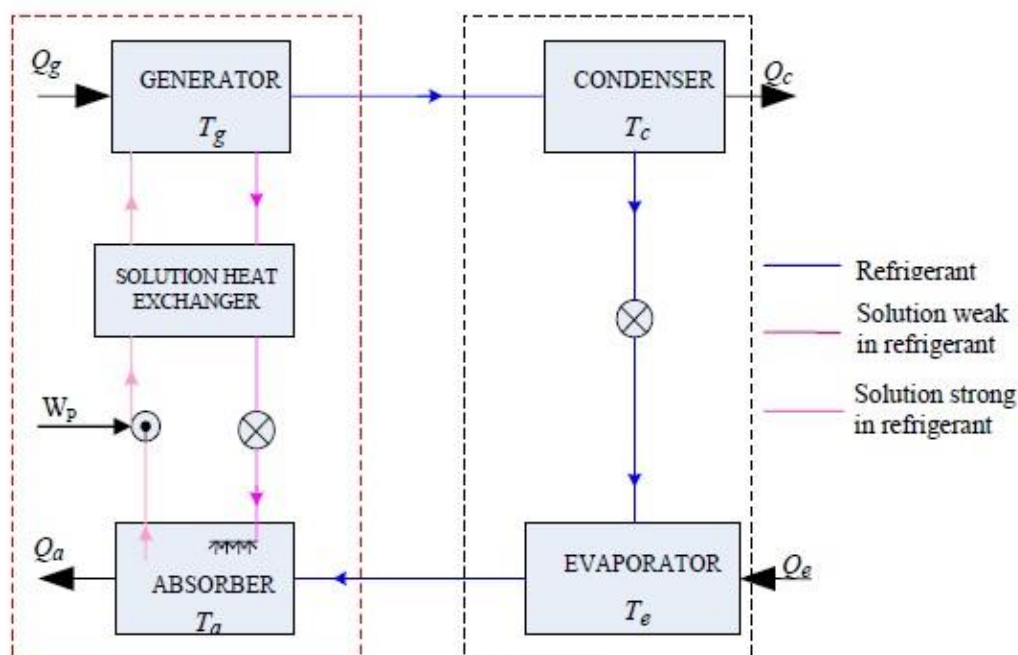 Qg
GENERATOR
Tg
CONDENSER
Tc
Qc
SOLUTION HEAT
EXCHANGER
Refrigerant
Solution weak
in refrigerant
Solution strong
in refrigerant
Wp
Qa
ABSORBER
Ta
EVAPORATOR
Te
Qe